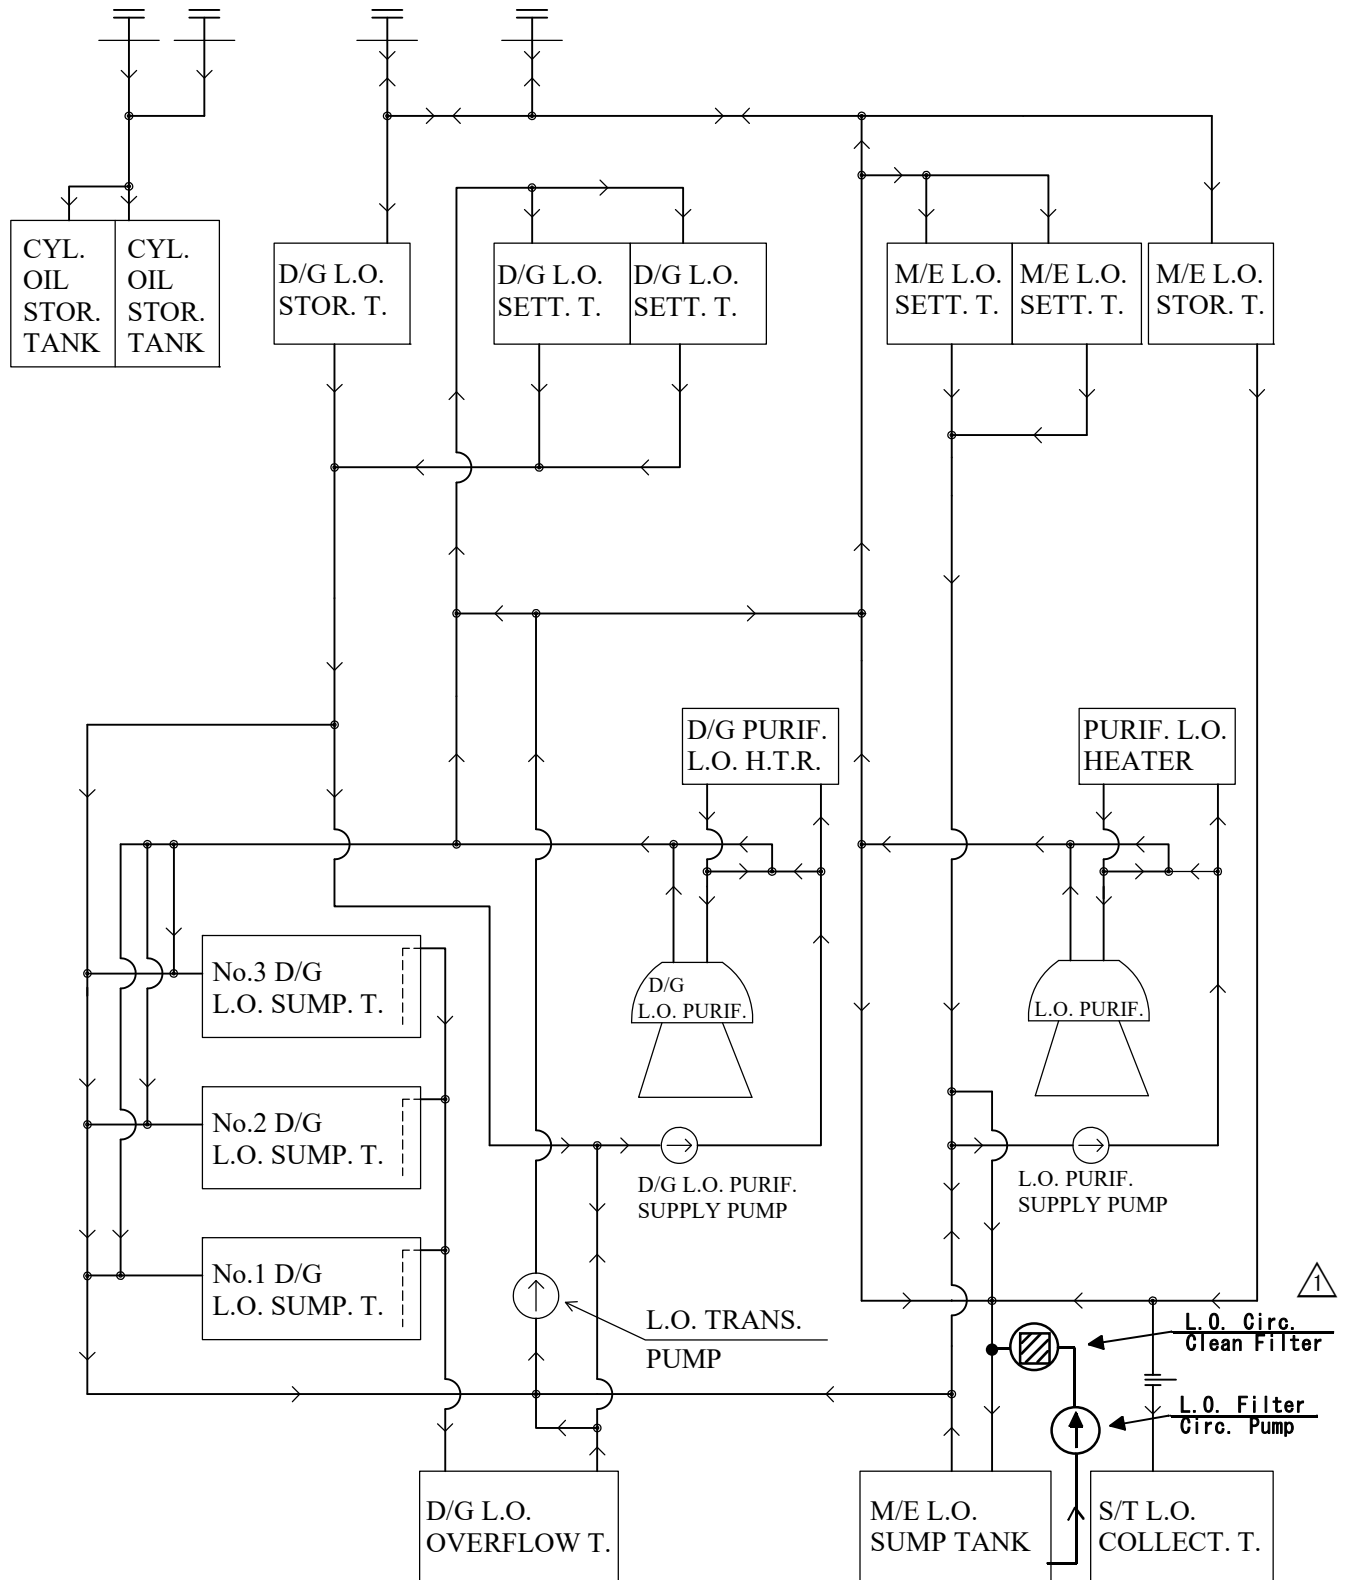 CYL.
OIL
STOR.
TANK
CYL.
OIL
STOR.
TANK
D/G L.O.
STOR. T.
D/G L.O.
SETT. T.
D/G L.O.
SETT. T.
M/E L.O.
SETT. T.
M/E L.O.
SETT. T.
M/E L.O.
STOR. T.
D/G PURIF.
L.O. H.T.R.
PURIF. L.O.
HEATER
D/G
L.O. PURIF.
L.O. PURIF.
No.3 D/G
L.O. SUMP. T.
No.2 D/G
L.O. SUMP. T.
D/G L.O. PURIF.
SUPPLY PUMP
L.O. PURIF.
SUPPLY PUMP
No.1 D/G
L.O. SUMP. T.
L.O. TRANS.
PUMP
1
L.O. Circ.
Clean Filter
L.O. Filter
Circ. Pump
D/G L.O.
OVERFLOW T.
M/E L.O.
SUMP TANK
S/T L.O.
COLLECT. T.